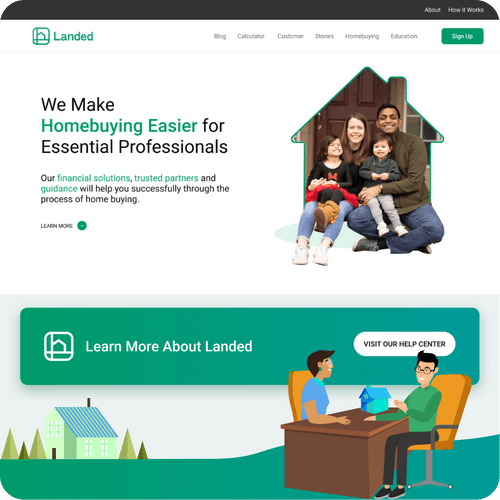 About How it Works
Landed
Blog Calculator Customer Stories Homebuying Education Sign Up
We Make
Homebuying Easier for
Essential Professionals
Our financial solutions, trusted partners and
guidance will help you successfully through the
process of home buying.
LEARN MORE
Learn More About Landed
VISIT OUR HELP CENTER